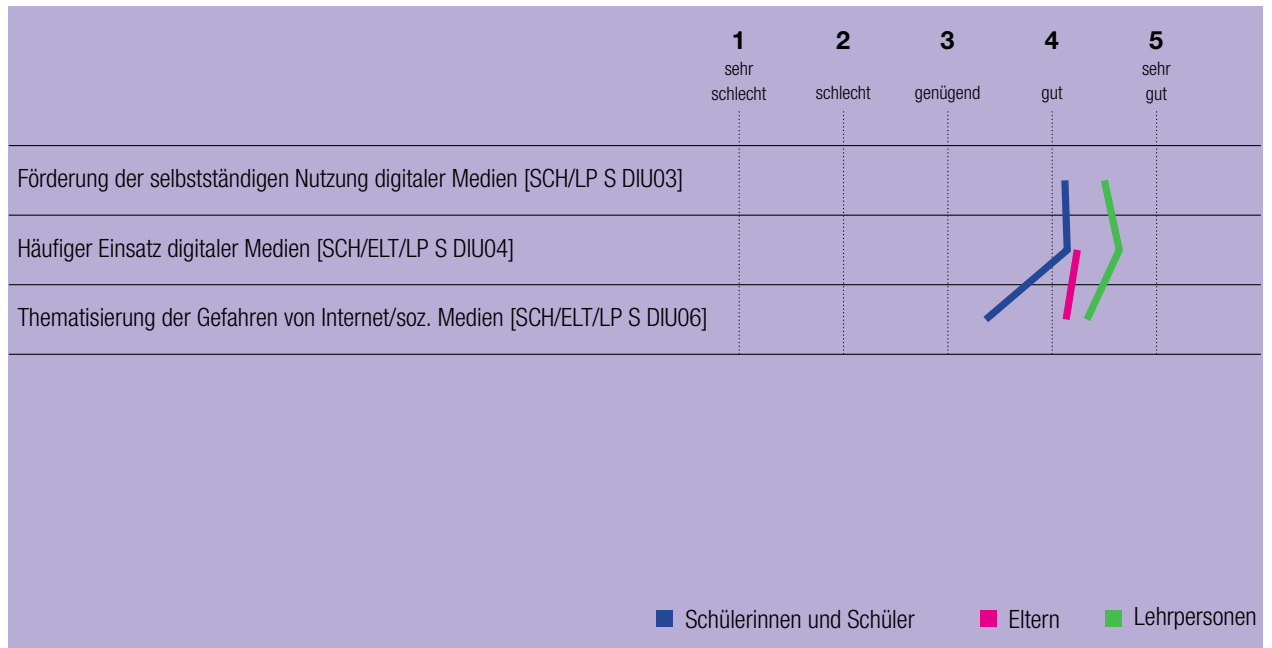 1 2 3 4 5
sehr sehr
schlecht schlecht genügend gut gut
Förderung der selbstständigen Nutzung digitaler Medien [SCH/LP S DIU03]
Häufiger Einsatz digitaler Medien [SCH/ELT/LP S DIU04]
Thematisierung der Gefahren von Internet/soz. Medien [SCH/ELT/LP S DIU06]
Schülerinnen und Schüler Eltern Lehrpersonen